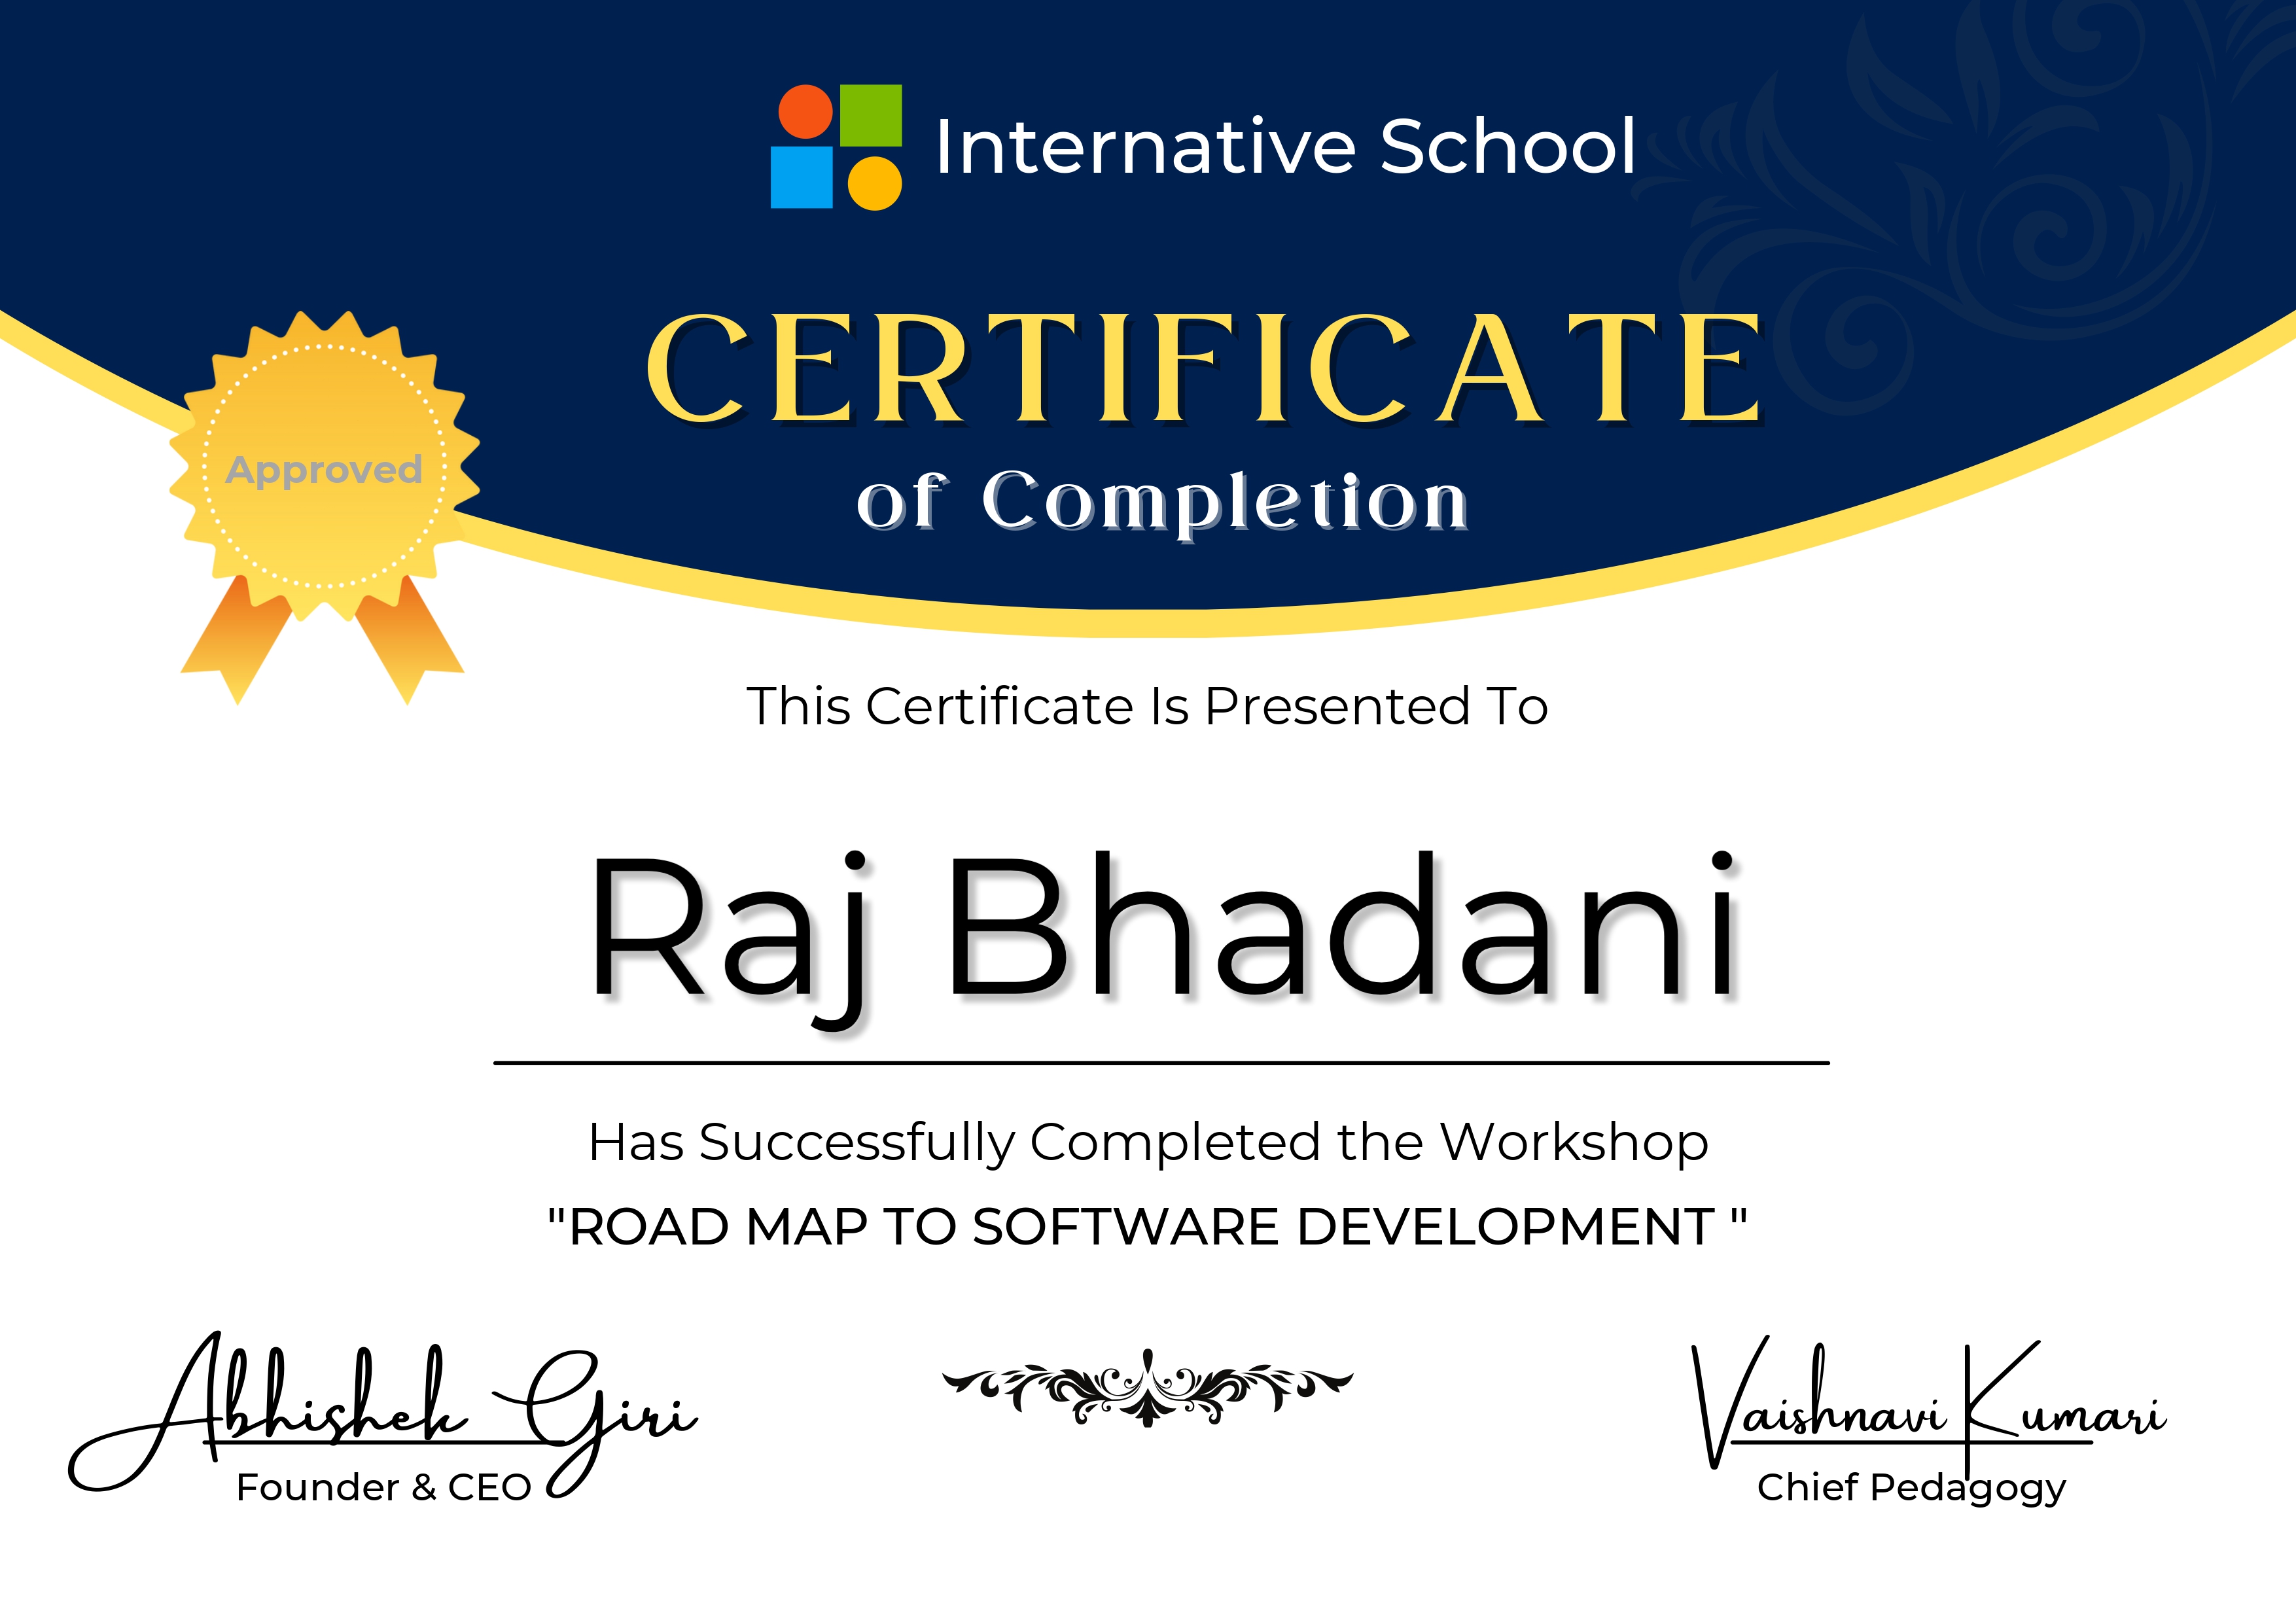 Internative School
CERTIFICATE
of Completion
Approved
This Certificate Is Presented To
Raj Bhadani
Has Successfully Completed the Workshop
"ROAD MAP TO SOFTWARE DEVELOPMENT "
Abhishek Giri
Founder & CEO
Vaishnavi Kumari
Chief Pedagogy